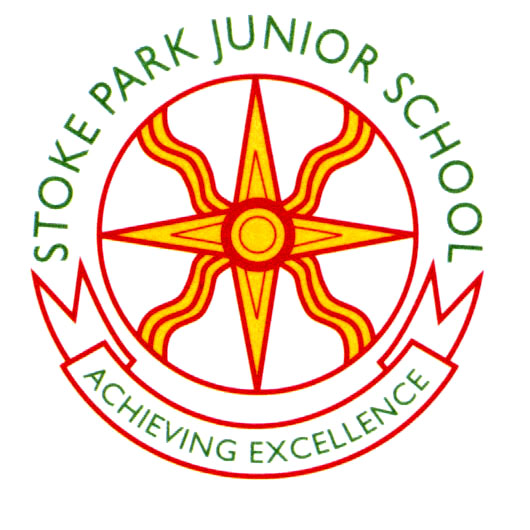 STOKE PARK JUNIOR SCHOOL
ACHIEVING EXCELLENCE